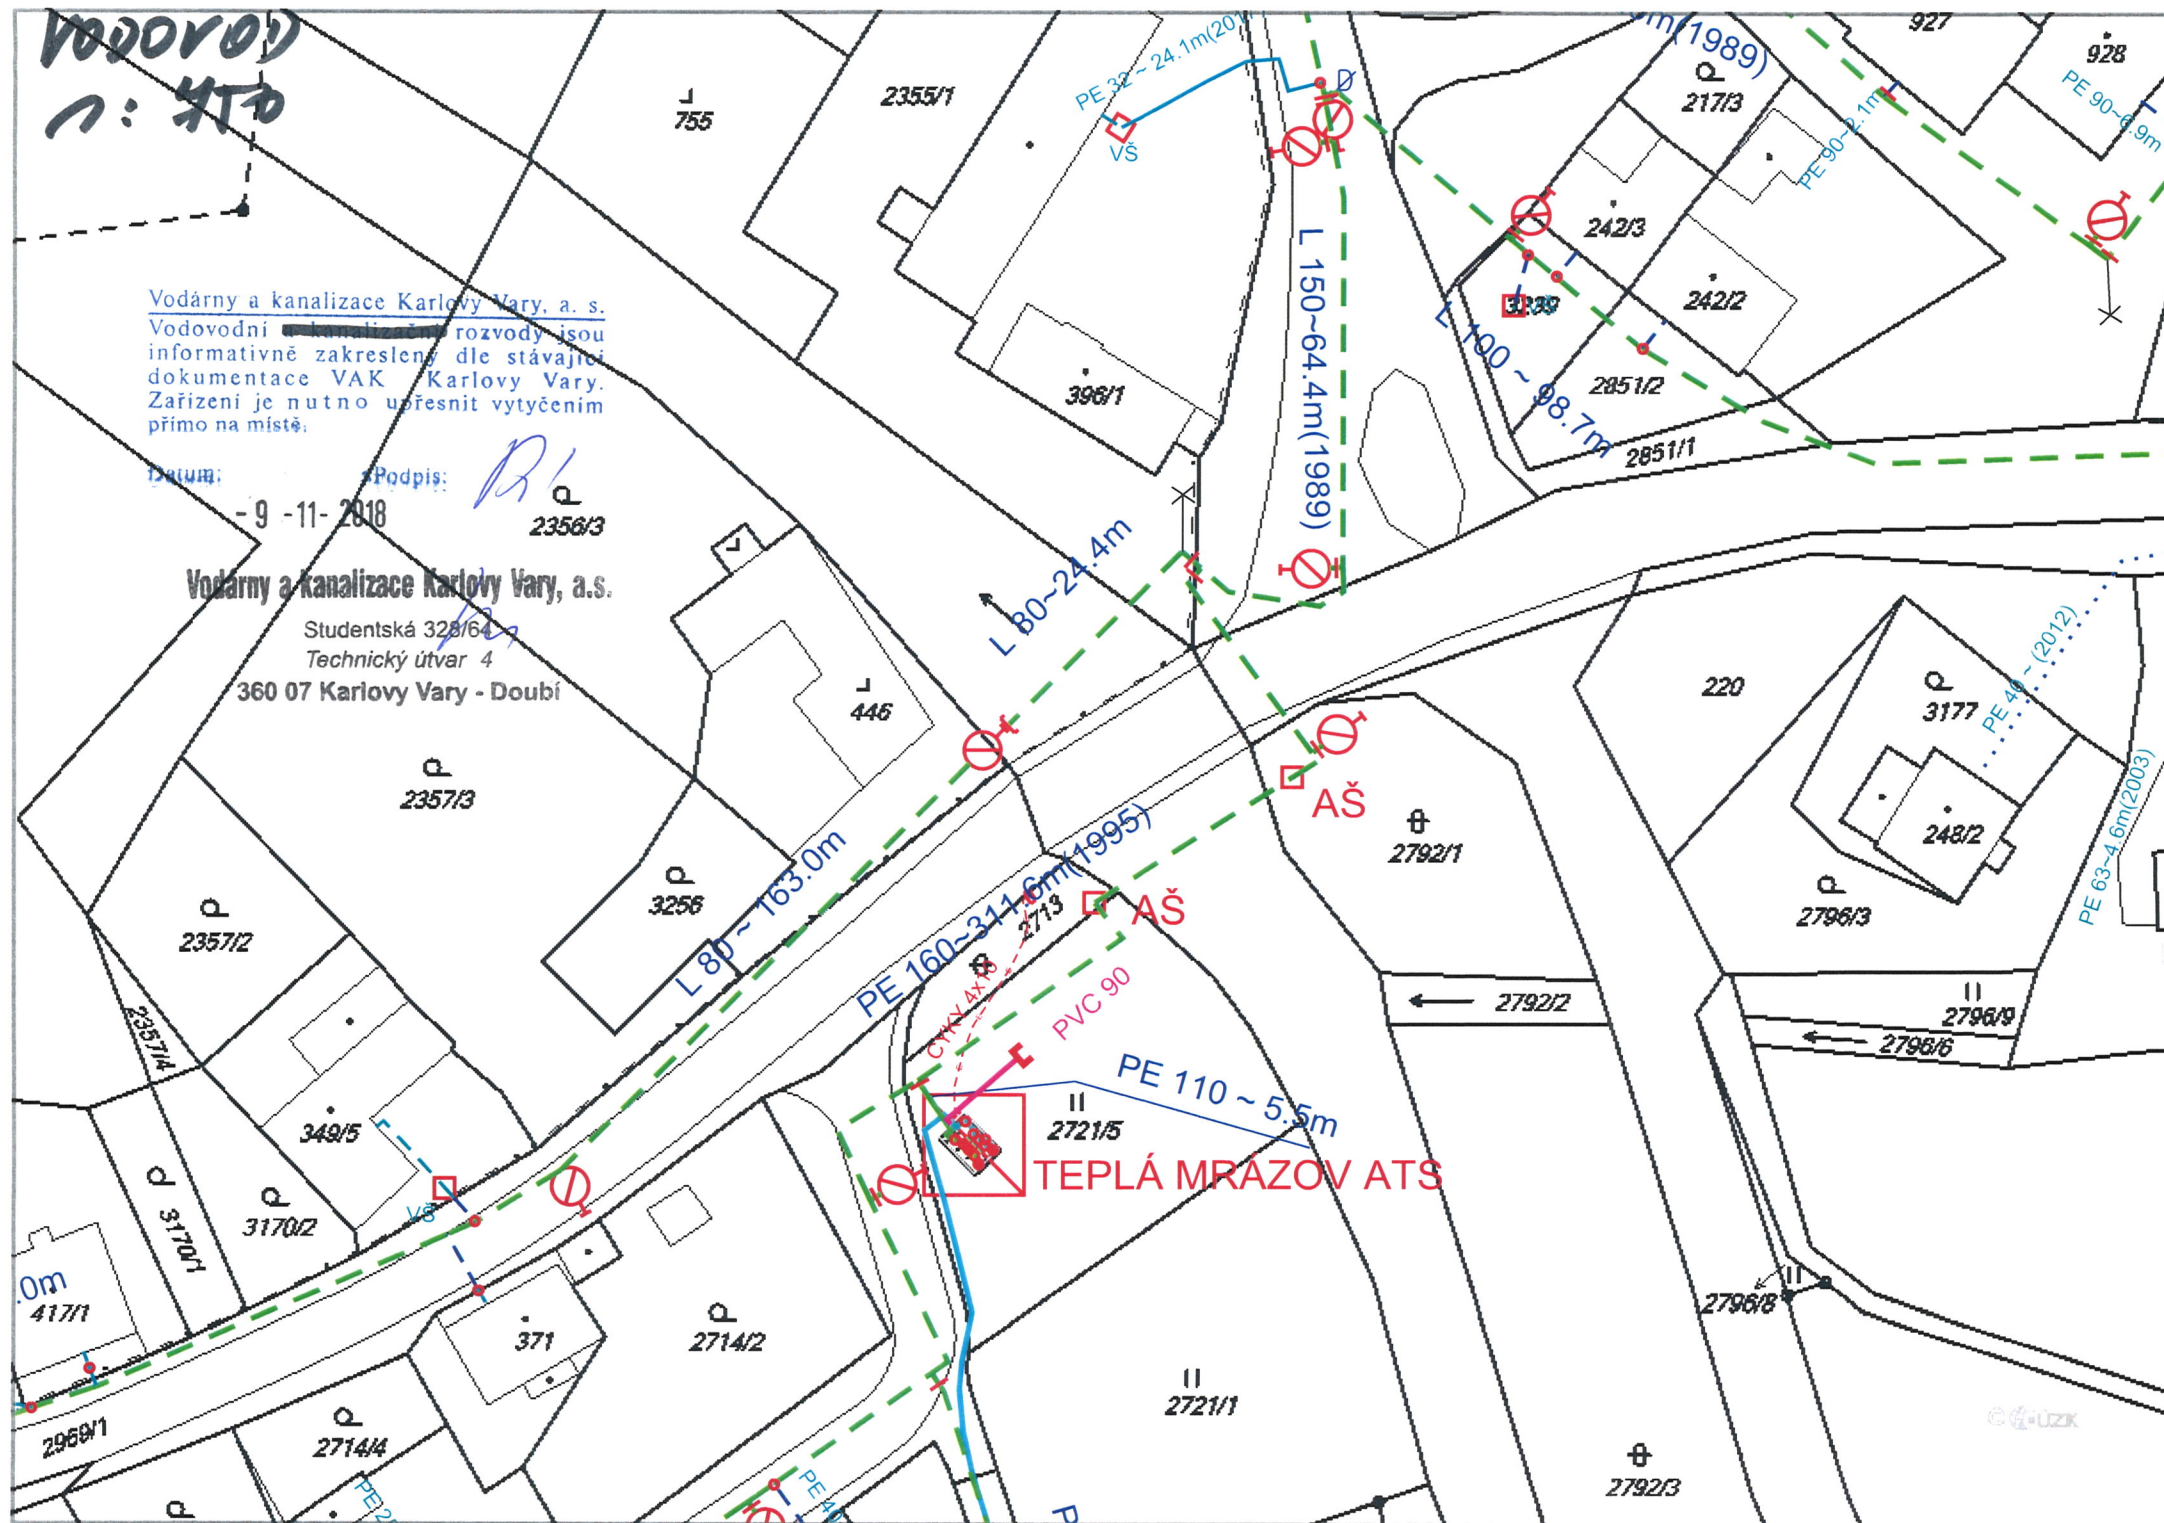 VODOVOD
755
2355/1
PE 32 ~ 24.1m(201
VŠ
m(1989)
217/3
927
928
PE 90~6.9m
PE 90~2.1m
242/3
242/2
L 150~64.4m(1989)
L 100 ~ 98.7m
2851/2
2851/1
396/1
Vodárny a kanalizace Karlovy Vary, a. s.
Vodovodní a kanalizační rozvody jsou
informativně zakresleny dle stávající
dokumentace VAK Karlovy Vary.
Zařízení je nutno upřesnit vytyčením
přímo na místě.
Datum: Podpis:
- 9 -11- 2018
2356/3
Vodárny a kanalizace Karlovy Vary, a.s.
Studentská 328/64
Technický útvar 4
360 07 Karlovy Vary - Doubí
L 80~24.4m
446
220
3177
PE 40 ~ (2012)
248/2
PE 63~4.6m(2003)
2357/3
AŠ
2792/1
2796/3
3256
L 80 ~ 163.0m
PE 160~311.6m(1995)
2713
AŠ
2357/2
CYKY 4x10
PVC 90
2792/2
2796/9
2796/6
2357/4
349/5
PE 110 ~ 5.5m
2721/5
TEPLÁ MRÁZOV ATS
3170/1
3170/2
VŠ
.0m
417/1
371
2714/2
2796/8
2721/1
2969/1
2714/4
2792/3
PE 40